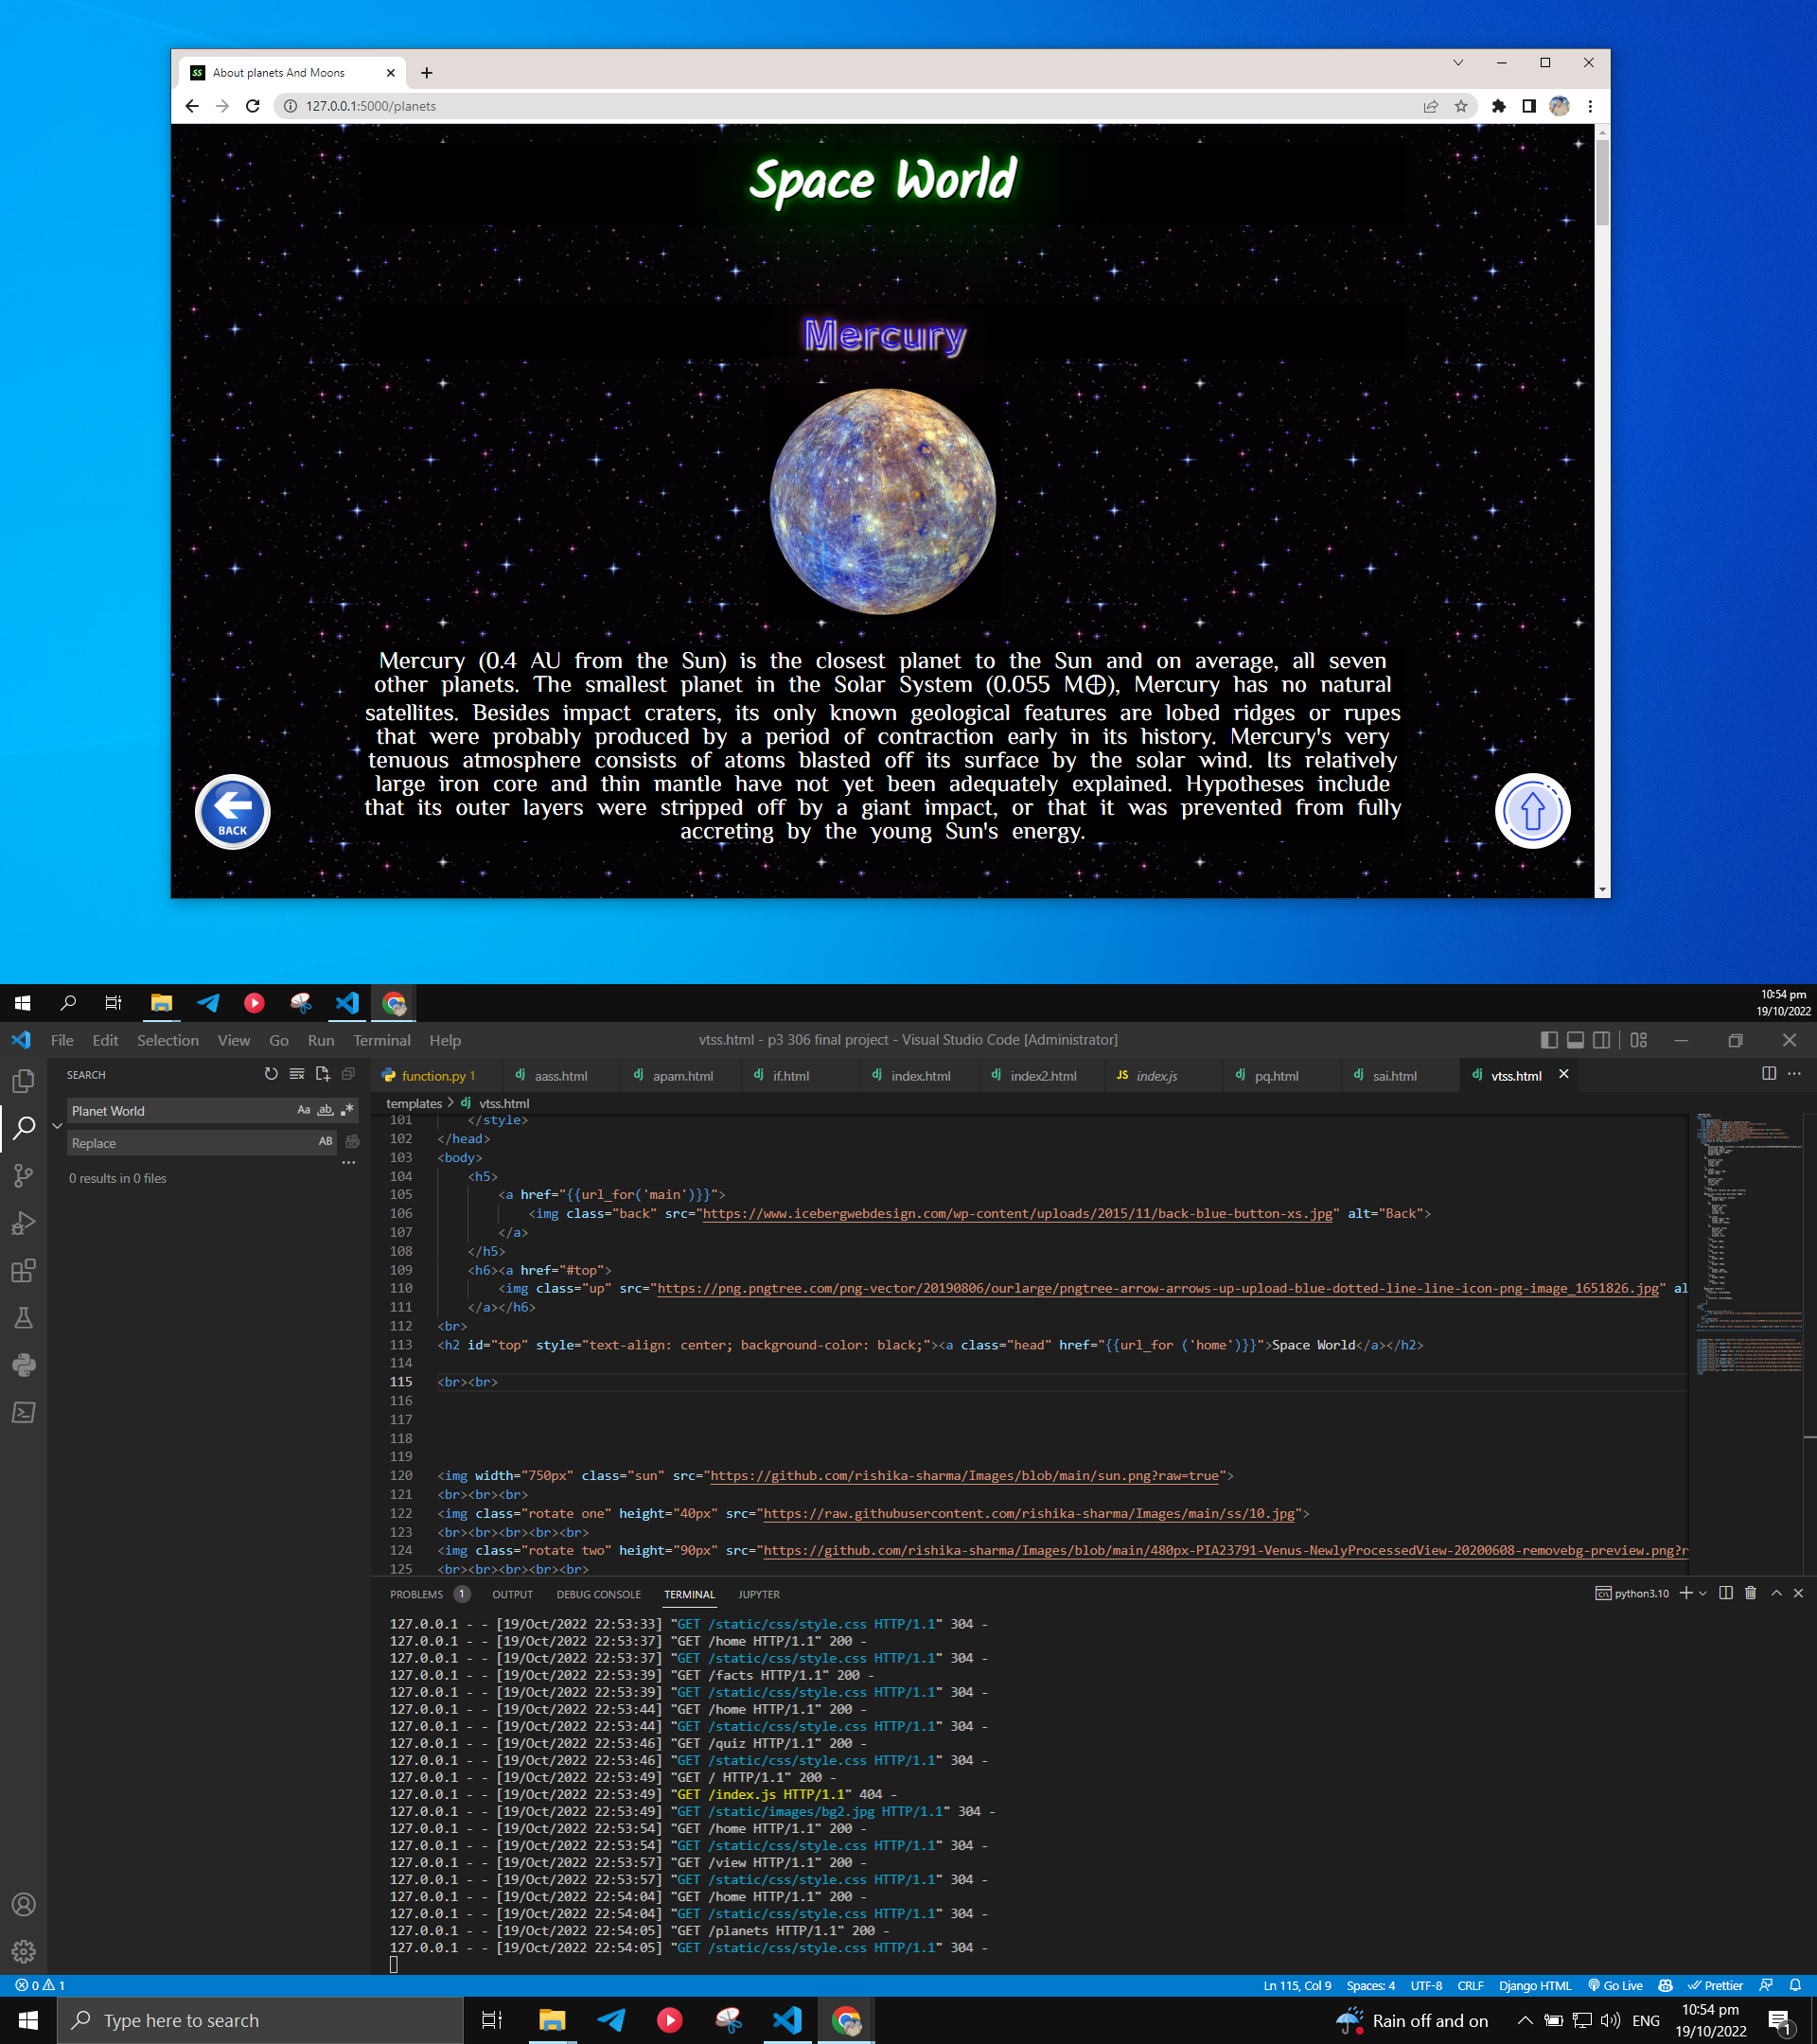 About planets And Moons
127.0.0.1:5000/planets
Space World
Mercury
Mercury (0.4 AU from the Sun) is the closest planet to the Sun and on average, all seven
other planets. The smallest planet in the Solar System (0.055 M⨁), Mercury has no natural
satellites. Besides impact craters, its only known geological features are lobed ridges or rupes
that were probably produced by a period of contraction early in its history. Mercury's very
tenuous atmosphere consists of atoms blasted off its surface by the solar wind. Its relatively
large iron core and thin mantle have not yet been adequately explained. Hypotheses include
that its outer layers were stripped off by a giant impact, or that it was prevented from fully
accreting by the young Sun's energy.
BACK
10:54 pm
19/10/2022
File Edit Selection View Go Run Terminal Help
vtss.html - p3 306 final project - Visual Studio Code [Administrator]
SEARCH
function.py 1 aass.html apam.html if.html index.html index2.html JS index.js pq.html sai.html vtss.html
Planet World Aa ab
Replace AB
0 results in 0 files
templates > dj vtss.html
101 </style>
102 </head>
103 <body>
104 <h5>
105 <a href="{{url_for('main')}}">
106 <img class="back" src="https://www.icebergwebdesign.com/wp-content/uploads/2015/11/back-blue-button-xs.jpg" alt="Back">
107 </a>
108 </h5>
109 <h6><a href="#top">
110 <img class="up" src="https://png.pngtree.com/png-vector/20190806/ourlarge/pngtree-arrow-arrows-up-upload-blue-dotted-line-line-icon-png-image_1651826.jpg" al
111 </a></h6>
112 <br>
113 <h2 id="top" style="text-align: center; background-color: black;"><a class="head" href="{{url_for ('home')}}">Space World</a></h2>
114
115 <br><br>
116
117
118
119
120 <img width="750px" class="sun" src="https://github.com/rishika-sharma/Images/blob/main/sun.png?raw=true">
121 <br><br><br>
122 <img class="rotate one" height="40px" src="https://raw.githubusercontent.com/rishika-sharma/Images/main/ss/10.jpg">
123 <br><br><br><br><br>
124 <img class="rotate two" height="90px" src="https://github.com/rishika-sharma/Images/blob/main/480px-PIA23791-Venus-NewlyProcessedView-20200608-removebg-preview.png?r
125 <br><br><br><br><br>
PROBLEMS 1 OUTPUT DEBUG CONSOLE TERMINAL JUPYTER
python3.10
127.0.0.1 - - [19/Oct/2022 22:53:33] "GET /static/css/style.css HTTP/1.1" 304 -
127.0.0.1 - - [19/Oct/2022 22:53:37] "GET /home HTTP/1.1" 200 -
127.0.0.1 - - [19/Oct/2022 22:53:37] "GET /static/css/style.css HTTP/1.1" 304 -
127.0.0.1 - - [19/Oct/2022 22:53:39] "GET /facts HTTP/1.1" 200 -
127.0.0.1 - - [19/Oct/2022 22:53:39] "GET /static/css/style.css HTTP/1.1" 304 -
127.0.0.1 - - [19/Oct/2022 22:53:44] "GET /home HTTP/1.1" 200 -
127.0.0.1 - - [19/Oct/2022 22:53:44] "GET /static/css/style.css HTTP/1.1" 304 -
127.0.0.1 - - [19/Oct/2022 22:53:46] "GET /quiz HTTP/1.1" 200 -
127.0.0.1 - - [19/Oct/2022 22:53:46] "GET /static/css/style.css HTTP/1.1" 304 -
127.0.0.1 - - [19/Oct/2022 22:53:49] "GET / HTTP/1.1" 200 -
127.0.0.1 - - [19/Oct/2022 22:53:49] "GET /index.js HTTP/1.1" 404 -
127.0.0.1 - - [19/Oct/2022 22:53:49] "GET /static/images/bg2.jpg HTTP/1.1" 304 -
127.0.0.1 - - [19/Oct/2022 22:53:54] "GET /home HTTP/1.1" 200 -
127.0.0.1 - - [19/Oct/2022 22:53:54] "GET /static/css/style.css HTTP/1.1" 304 -
127.0.0.1 - - [19/Oct/2022 22:53:57] "GET /view HTTP/1.1" 200 -
127.0.0.1 - - [19/Oct/2022 22:53:57] "GET /static/css/style.css HTTP/1.1" 304 -
127.0.0.1 - - [19/Oct/2022 22:54:04] "GET /home HTTP/1.1" 200 -
127.0.0.1 - - [19/Oct/2022 22:54:04] "GET /static/css/style.css HTTP/1.1" 304 -
127.0.0.1 - - [19/Oct/2022 22:54:05] "GET /planets HTTP/1.1" 200 -
127.0.0.1 - - [19/Oct/2022 22:54:05] "GET /static/css/style.css HTTP/1.1" 304 -
0 1
Ln 115, Col 9 Spaces: 4 UTF-8 CRLF Django HTML Go Live Prettier
Type here to search
Rain off and on
ENG
10:54 pm
19/10/2022
1